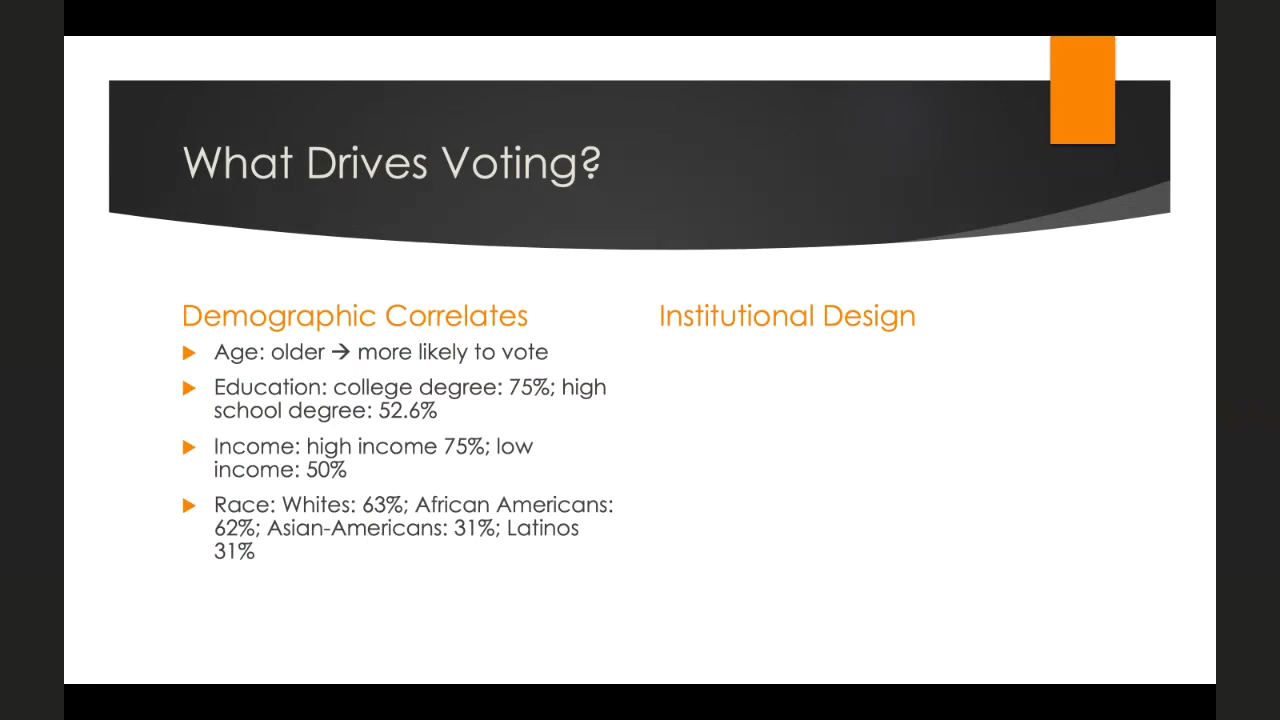 What Drives Voting?
Demographic Correlates
Age: older → more likely to vote
Education: college degree: 75%; high
school degree: 52.6%
Income: high income 75%; low
income: 50%
Race: Whites: 63%; African Americans:
62%; Asian-Americans: 31%; Latinos
31%
Institutional Design